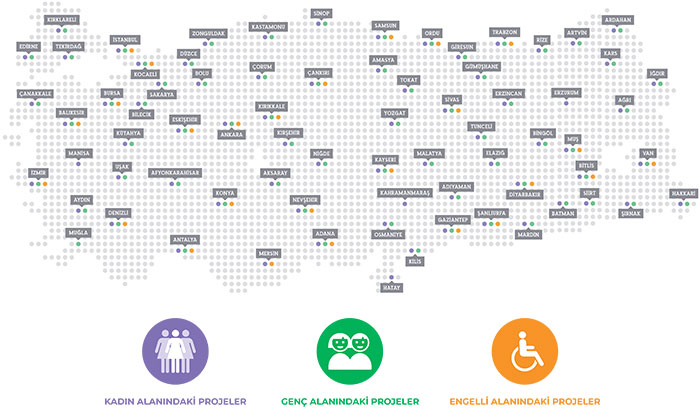 SİNOP
KIRKLARELİ
KASTAMONU
ZONGULDAK
SAMSUN
ORDU
TRABZON
ARTVİN
ARDAHAN
EDİRNE
TEKİRDAĞ
İSTANBUL
DÜZCE
GİRESUN
RİZE
KARS
KOCAELİ
BOLU
ÇORUM
ÇANKIRI
AMASYA
TOKAT
GÜMÜŞHANE
IĞDIR
ÇANAKKALE
BURSA
SAKARYA
SİVAS
ERZİNCAN
ERZURUM
AĞRI
BALIKESİR
BİLECİK
ESKİŞEHİR
KIRIKKALE
YOZGAT
KÜTAHYA
ANKARA
KIRŞEHİR
TUNCELİ
BİNGÖL
MUŞ
MANİSA
UŞAK
NİĞDE
KAYSERİ
MALATYA
ELAZIĞ
BİTLİS
VAN
İZMİR
AFYONKARAHİSAR
AKSARAY
AYDIN
KONYA
NEVŞEHİR
KAHRAMANMARAŞ
ADIYAMAN
DİYARBAKIR
SİİRT
HAKKARİ
DENİZLİ
GAZİANTEP
ŞANLIURFA
BATMAN
ŞIRNAK
MUĞLA
ANTALYA
ADANA
OSMANİYE
MARDİN
MERSİN
KİLİS
HATAY
KADIN ALANINDAKİ PROJELER
GENÇ ALANINDAKİ PROJELER
ENGELLİ ALANINDAKİ PROJELER